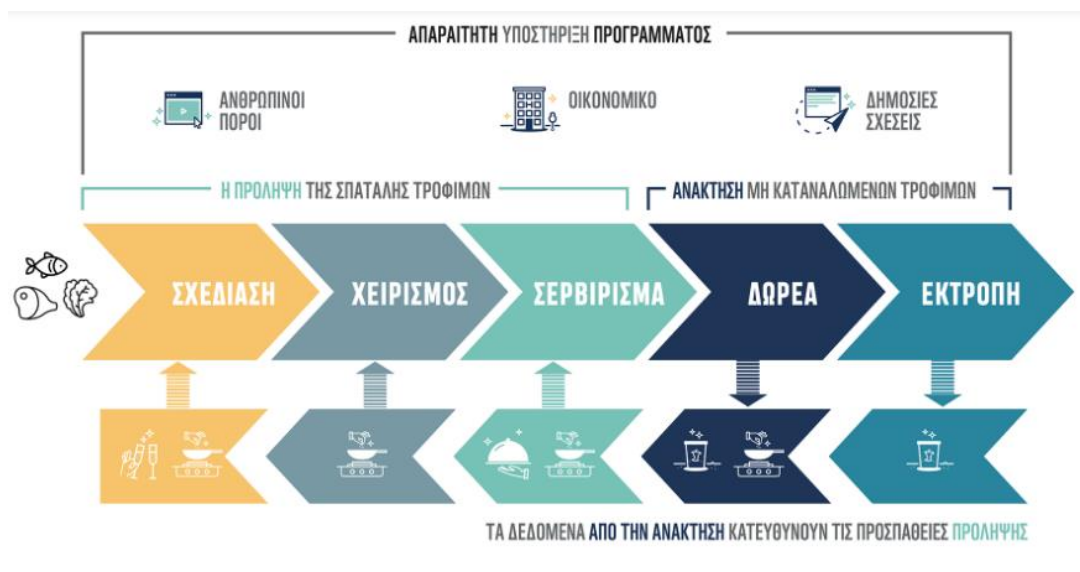 ΑΠΑΡΑΙΤΗΤΗ ΥΠΟΣΤΗΡΙΞΗ ΠΡΟΓΡΑΜΜΑΤΟΣ
ΑΝΘΡΩΠΙΝΟΙ
ΠΟΡΟΙ
ΟΙΚΟΝΟΜΙΚΟ
ΔΗΜΟΣΙΕΣ
ΣΧΕΣΕΙΣ
Η ΠΡΟΛΗΨΗ ΤΗΣ ΣΠΑΤΑΛΗΣ ΤΡΟΦΙΜΩΝ
ΑΝΑΚΤΗΣΗ ΜΗ ΚΑΤΑΝΑΛΩΜΕΝΩΝ ΤΡΟΦΙΜΩΝ
ΣΧΕΔΙΑΣΗ
ΧΕΙΡΙΣΜΟΣ
ΣΕΡΒΙΡΙΣΜΑ
ΔΩΡΕΑ
ΕΚΤΡΟΠΗ
ΤΑ ΔΕΔΟΜΕΝΑ ΑΠΟ ΤΗΝ ΑΝΑΚΤΗΣΗ ΚΑΤΕΥΘΥΝΟΥΝ ΤΙΣ ΠΡΟΣΠΑΘΕΙΕΣ ΠΡΟΛΗΨΗΣ